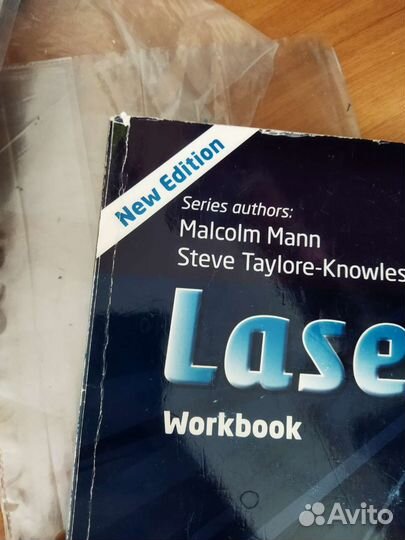 New Edition
Series authors:
Malcolm Mann
Steve Taylore-Knowles
Lase
Workbook
Avito